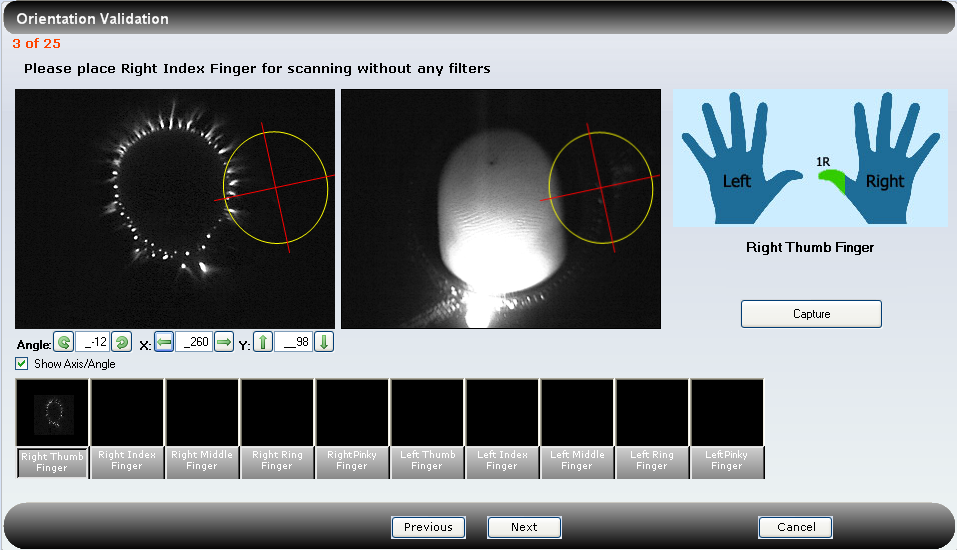 Orientation Validation
3 of 25
Please place Right Index Finger for scanning without any filters
1R
Left
Right
Right Thumb Finger
Capture
Angle: _-12 X: _260 Y: __98
Show Axis/Angle
Right Thumb
Finger
Right Index
Finger
Right Middle
Finger
Right Ring
Finger
RightPinky
Finger
Left Thumb
Finger
Left Index
Finger
Left Middle
Finger
Left Ring
Finger
LeftPinky
Finger
Previous
Next
Cancel